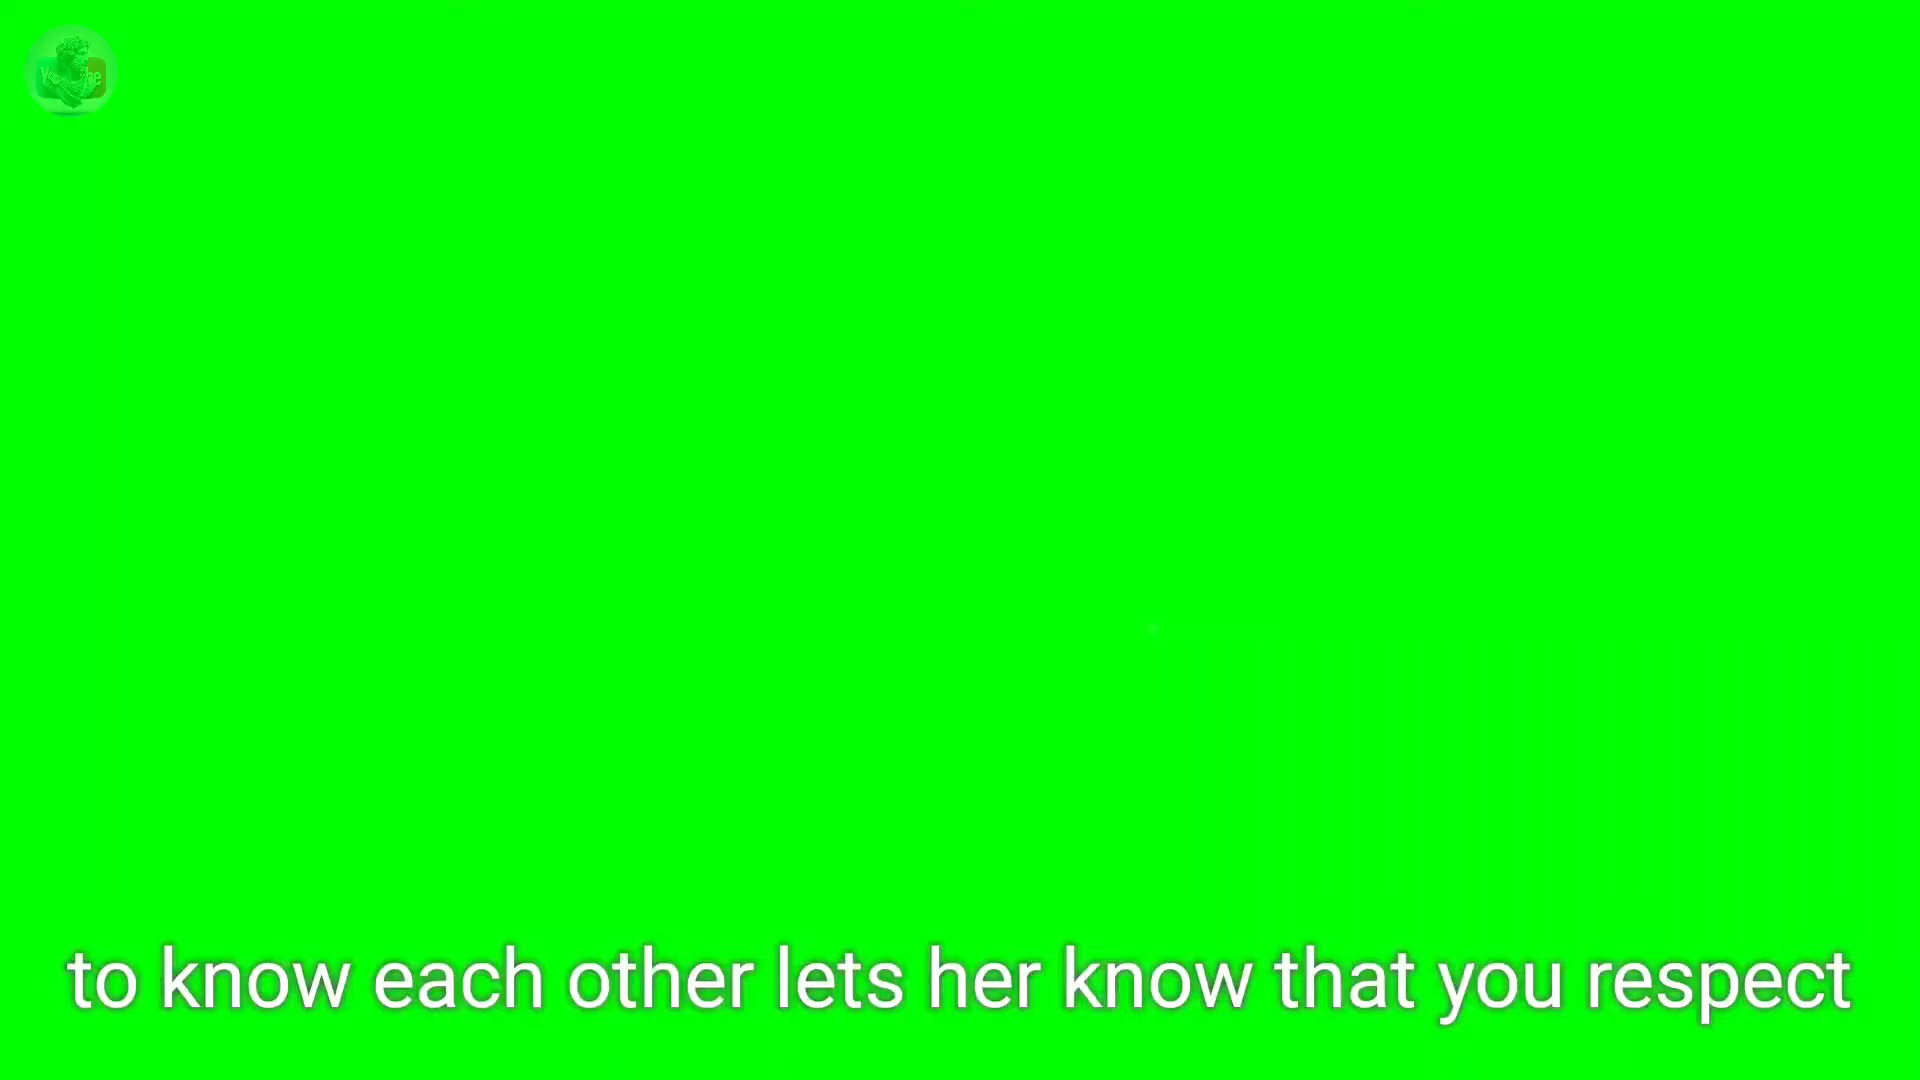 to know each other lets her know that you respect